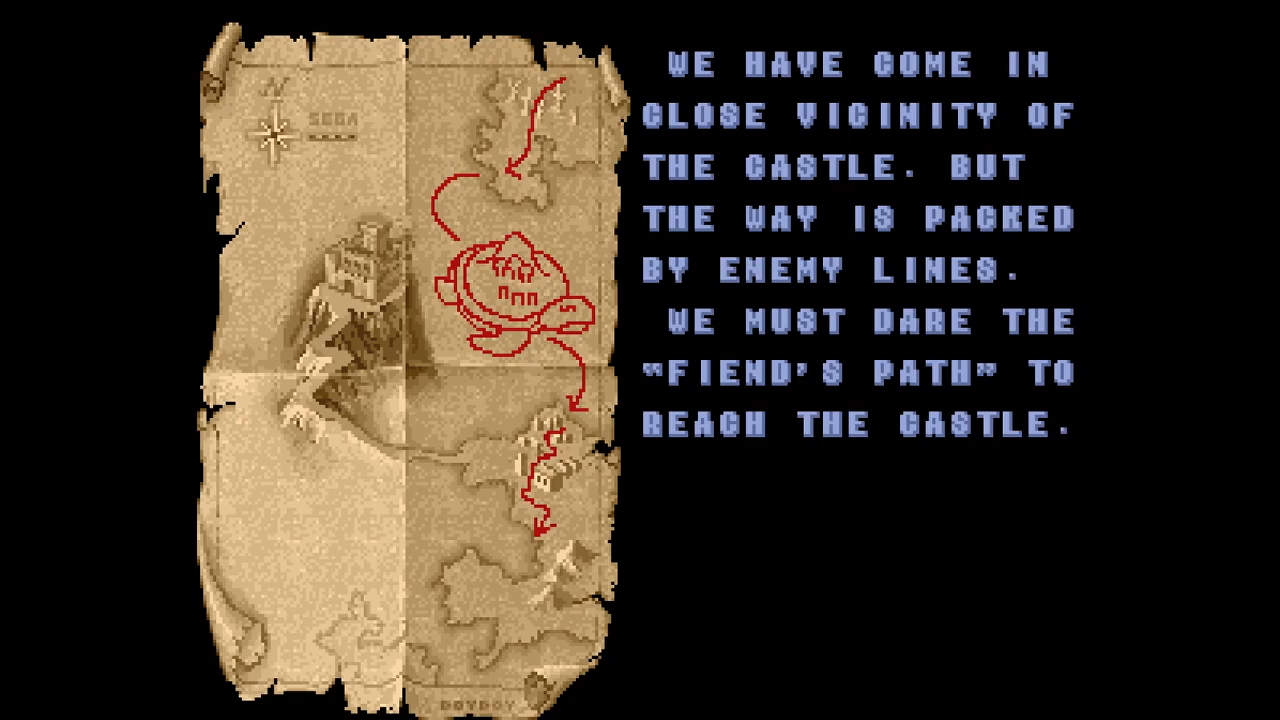 N
SEGA
WE HAVE COME IN
CLOSE VICINITY OF
THE CASTLE. BUT
THE WAY IS PACKED
BY ENEMY LINES.
WE MUST DARE THE
"FIEND'S PATH" TO
REACH THE CASTLE.